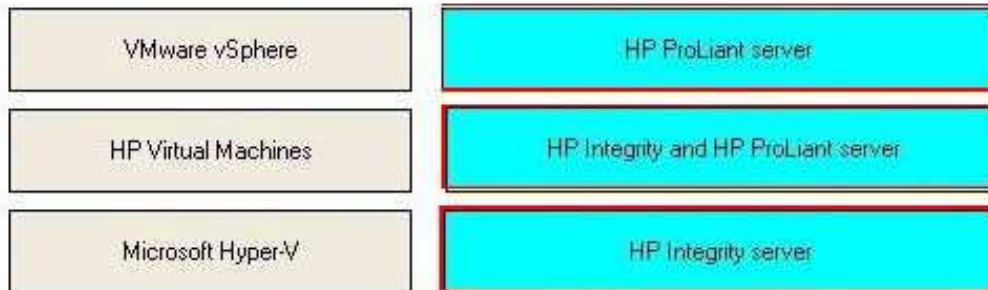 VMware vSphere
HP ProLiant server
HP Virtual Machines
HP Integrity and HP ProLiant server
Microsoft Hyper-V
HP Integrity server